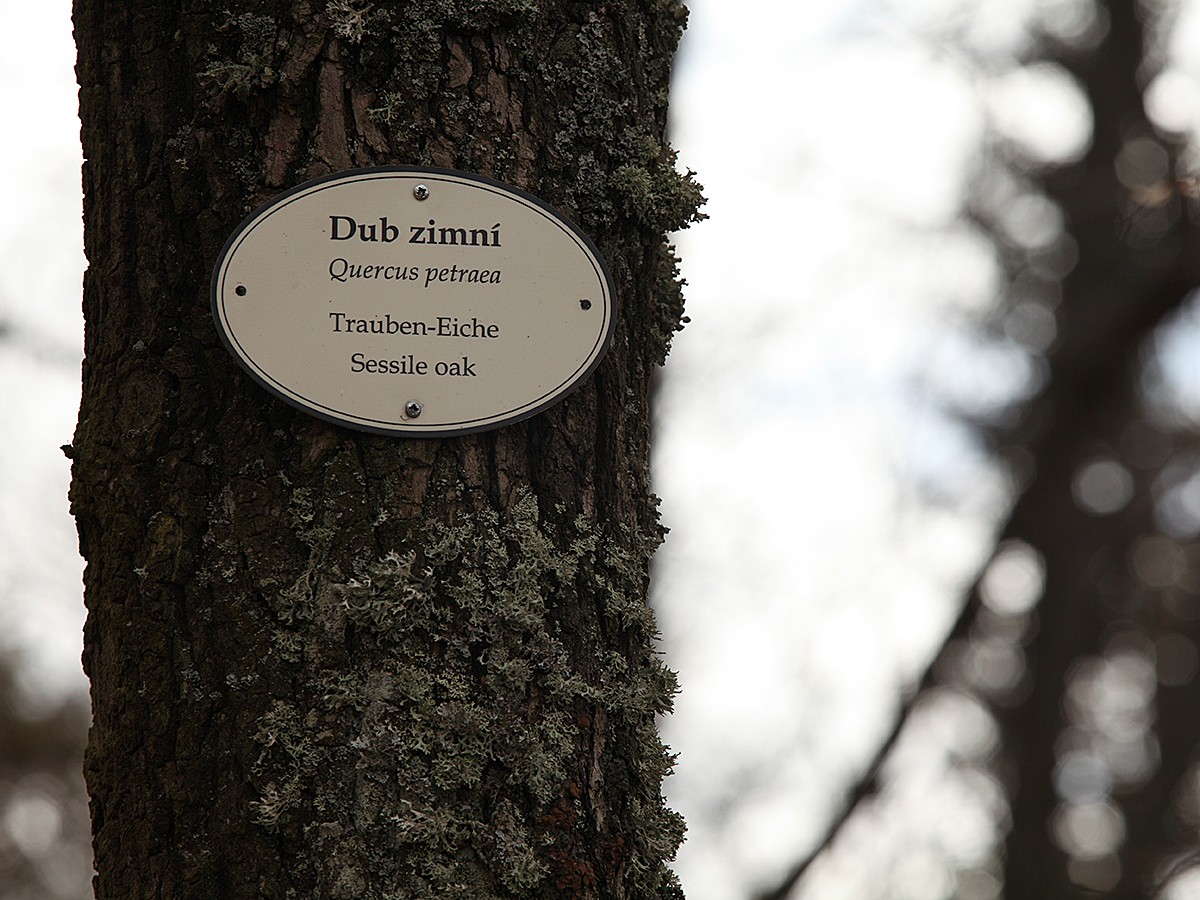 Dub zimní
Quercus petraea
Trauben-Eiche
Sessile oak